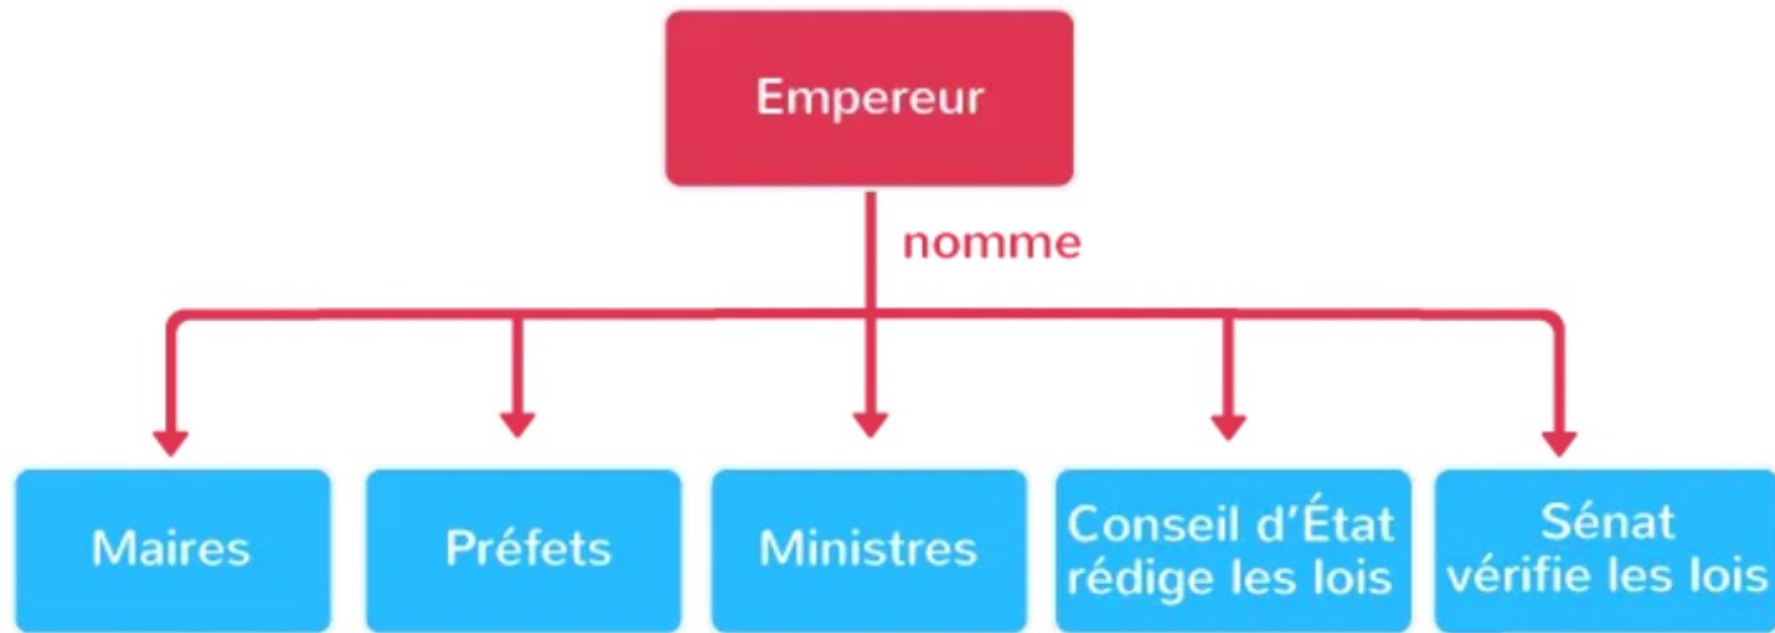 Empereur
nomme
Maires
Préfets
Ministres
Conseil d'État
rédige les lois
Sénat
vérifie les lois